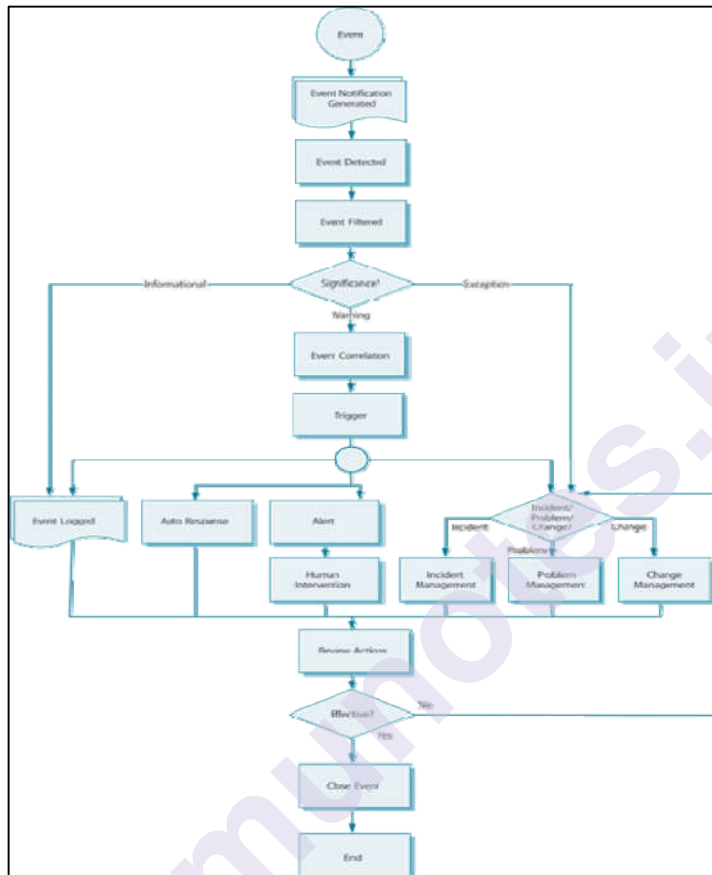 Event
Event Notification
Generated
Event Detected
Event Filtered
Informational
Significance?
Exception
Warning
Event Correlation
Trigger
Event Logged
Auto Response
Alert
Incident/
Problem/
Change?
Incident
Problem
Change
Human
Intervention
Incident
Management
Problem
Management
Change
Management
Review Actions
Effective?
No
Yes
Close Event
End
munotes.i